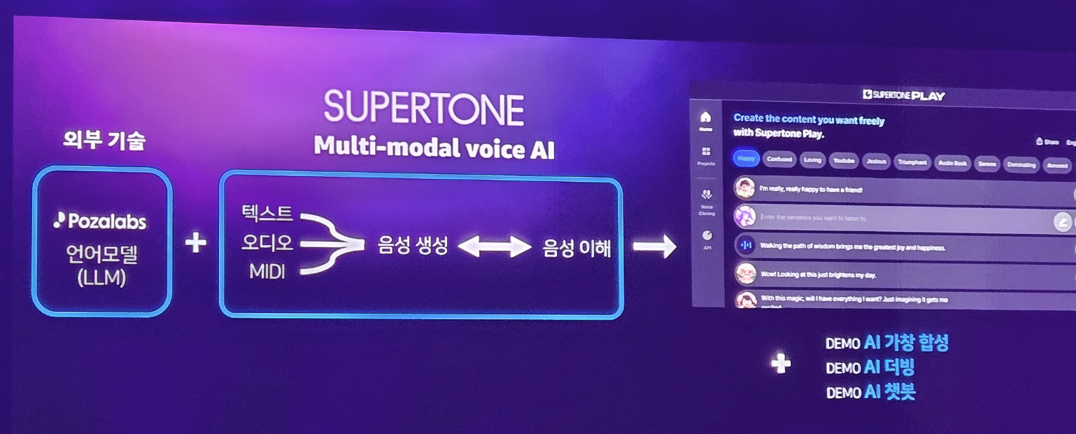 SUPERTONE
Multi-modal voice AI
외부 기술
Pozalabs
언어모델
(LLM)
+
텍스트
오디오
MIDI
음성 생성
음성 이해
SUPERTONE PLAY
Create the content you want freely
with Supertone Play.
Share
Home
Projects
Voice
Cloning
API
Happy
Confused
Loving
Youtube
Jealous
Triumphant
Audio Book
Serene
Dominating
Amused
I'm really, really happy to have a friend!
Enter the sentence you want to listen to.
Walking the path of wisdom brings me the greatest joy and happiness.
Wow! Looking at this just brightens my day.
With this magic, will I have everything I want? Just imagining it gets me
+
DEMO AI 가창 합성
DEMO AI 더빙
DEMO AI 챗봇